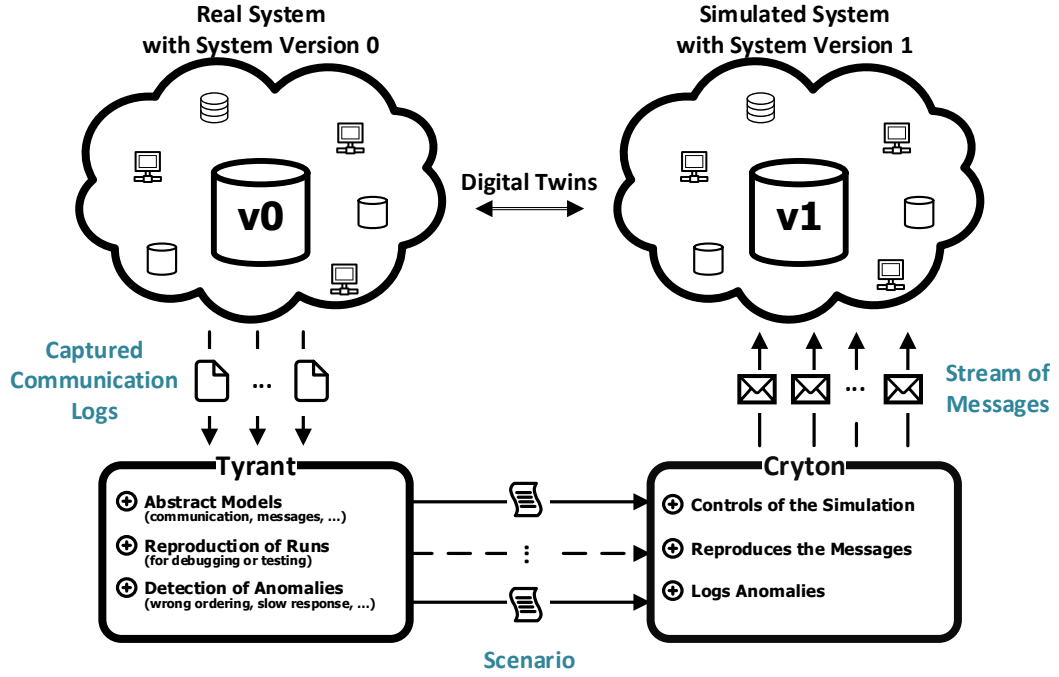 Real System
with System Version 0
Simulated System
with System Version 1
v0
Digital Twins
v1
Captured
Communication
Logs
...
...
Stream of
Messages
Tyrant
Abstract Models
(communication, messages, ...)
Reproduction of Runs
(for debugging or testing)
Detection of Anomalies
(wrong ordering, slow response, ...)
Cryton
Controls of the Simulation
Reproduces the Messages
Logs Anomalies
Scenario